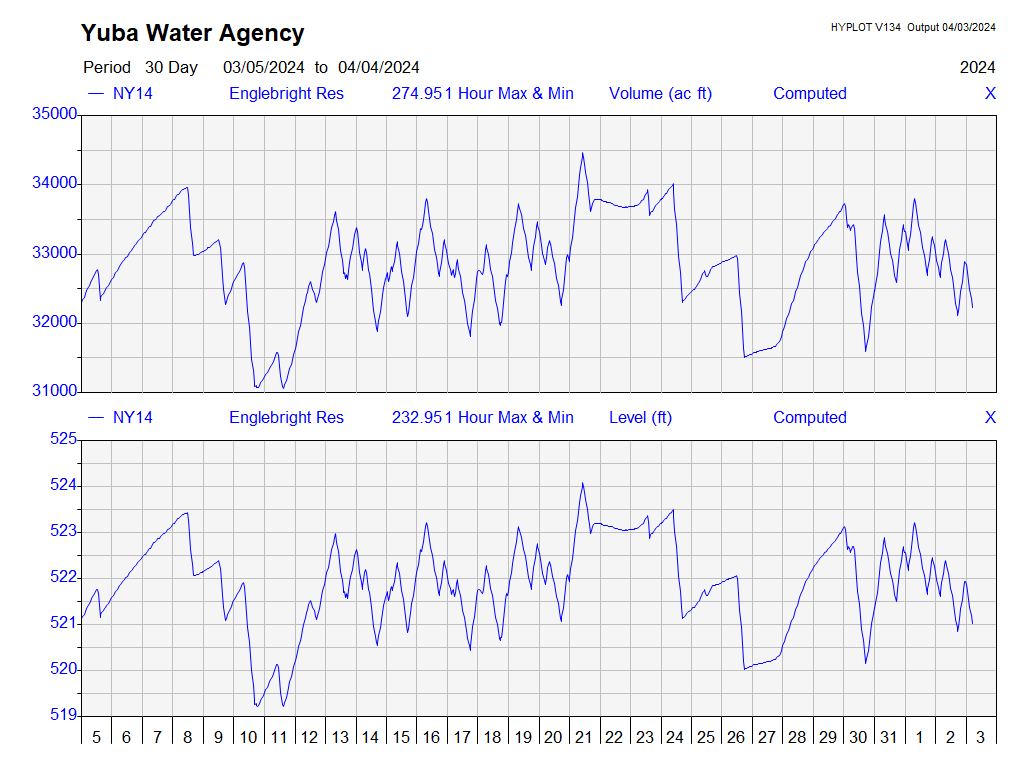 Yuba Water Agency
HYPLOT V134 Output 04/03/2024
Period 30 Day 03/05/2024 to 04/04/2024 2024
NY14 Englebright Res 274.951 Hour Max & Min Volume (ac ft) Computed X
35000
34000
33000
32000
31000
NY14 Englebright Res 232.951 Hour Max & Min Level (ft) Computed X
525
524
523
522
521
520
519
5 6 7 8 9 10 11 12 13 14 15 16 17 18 19 20 21 22 23 24 25 26 27 28 29 30 31 1 2 3